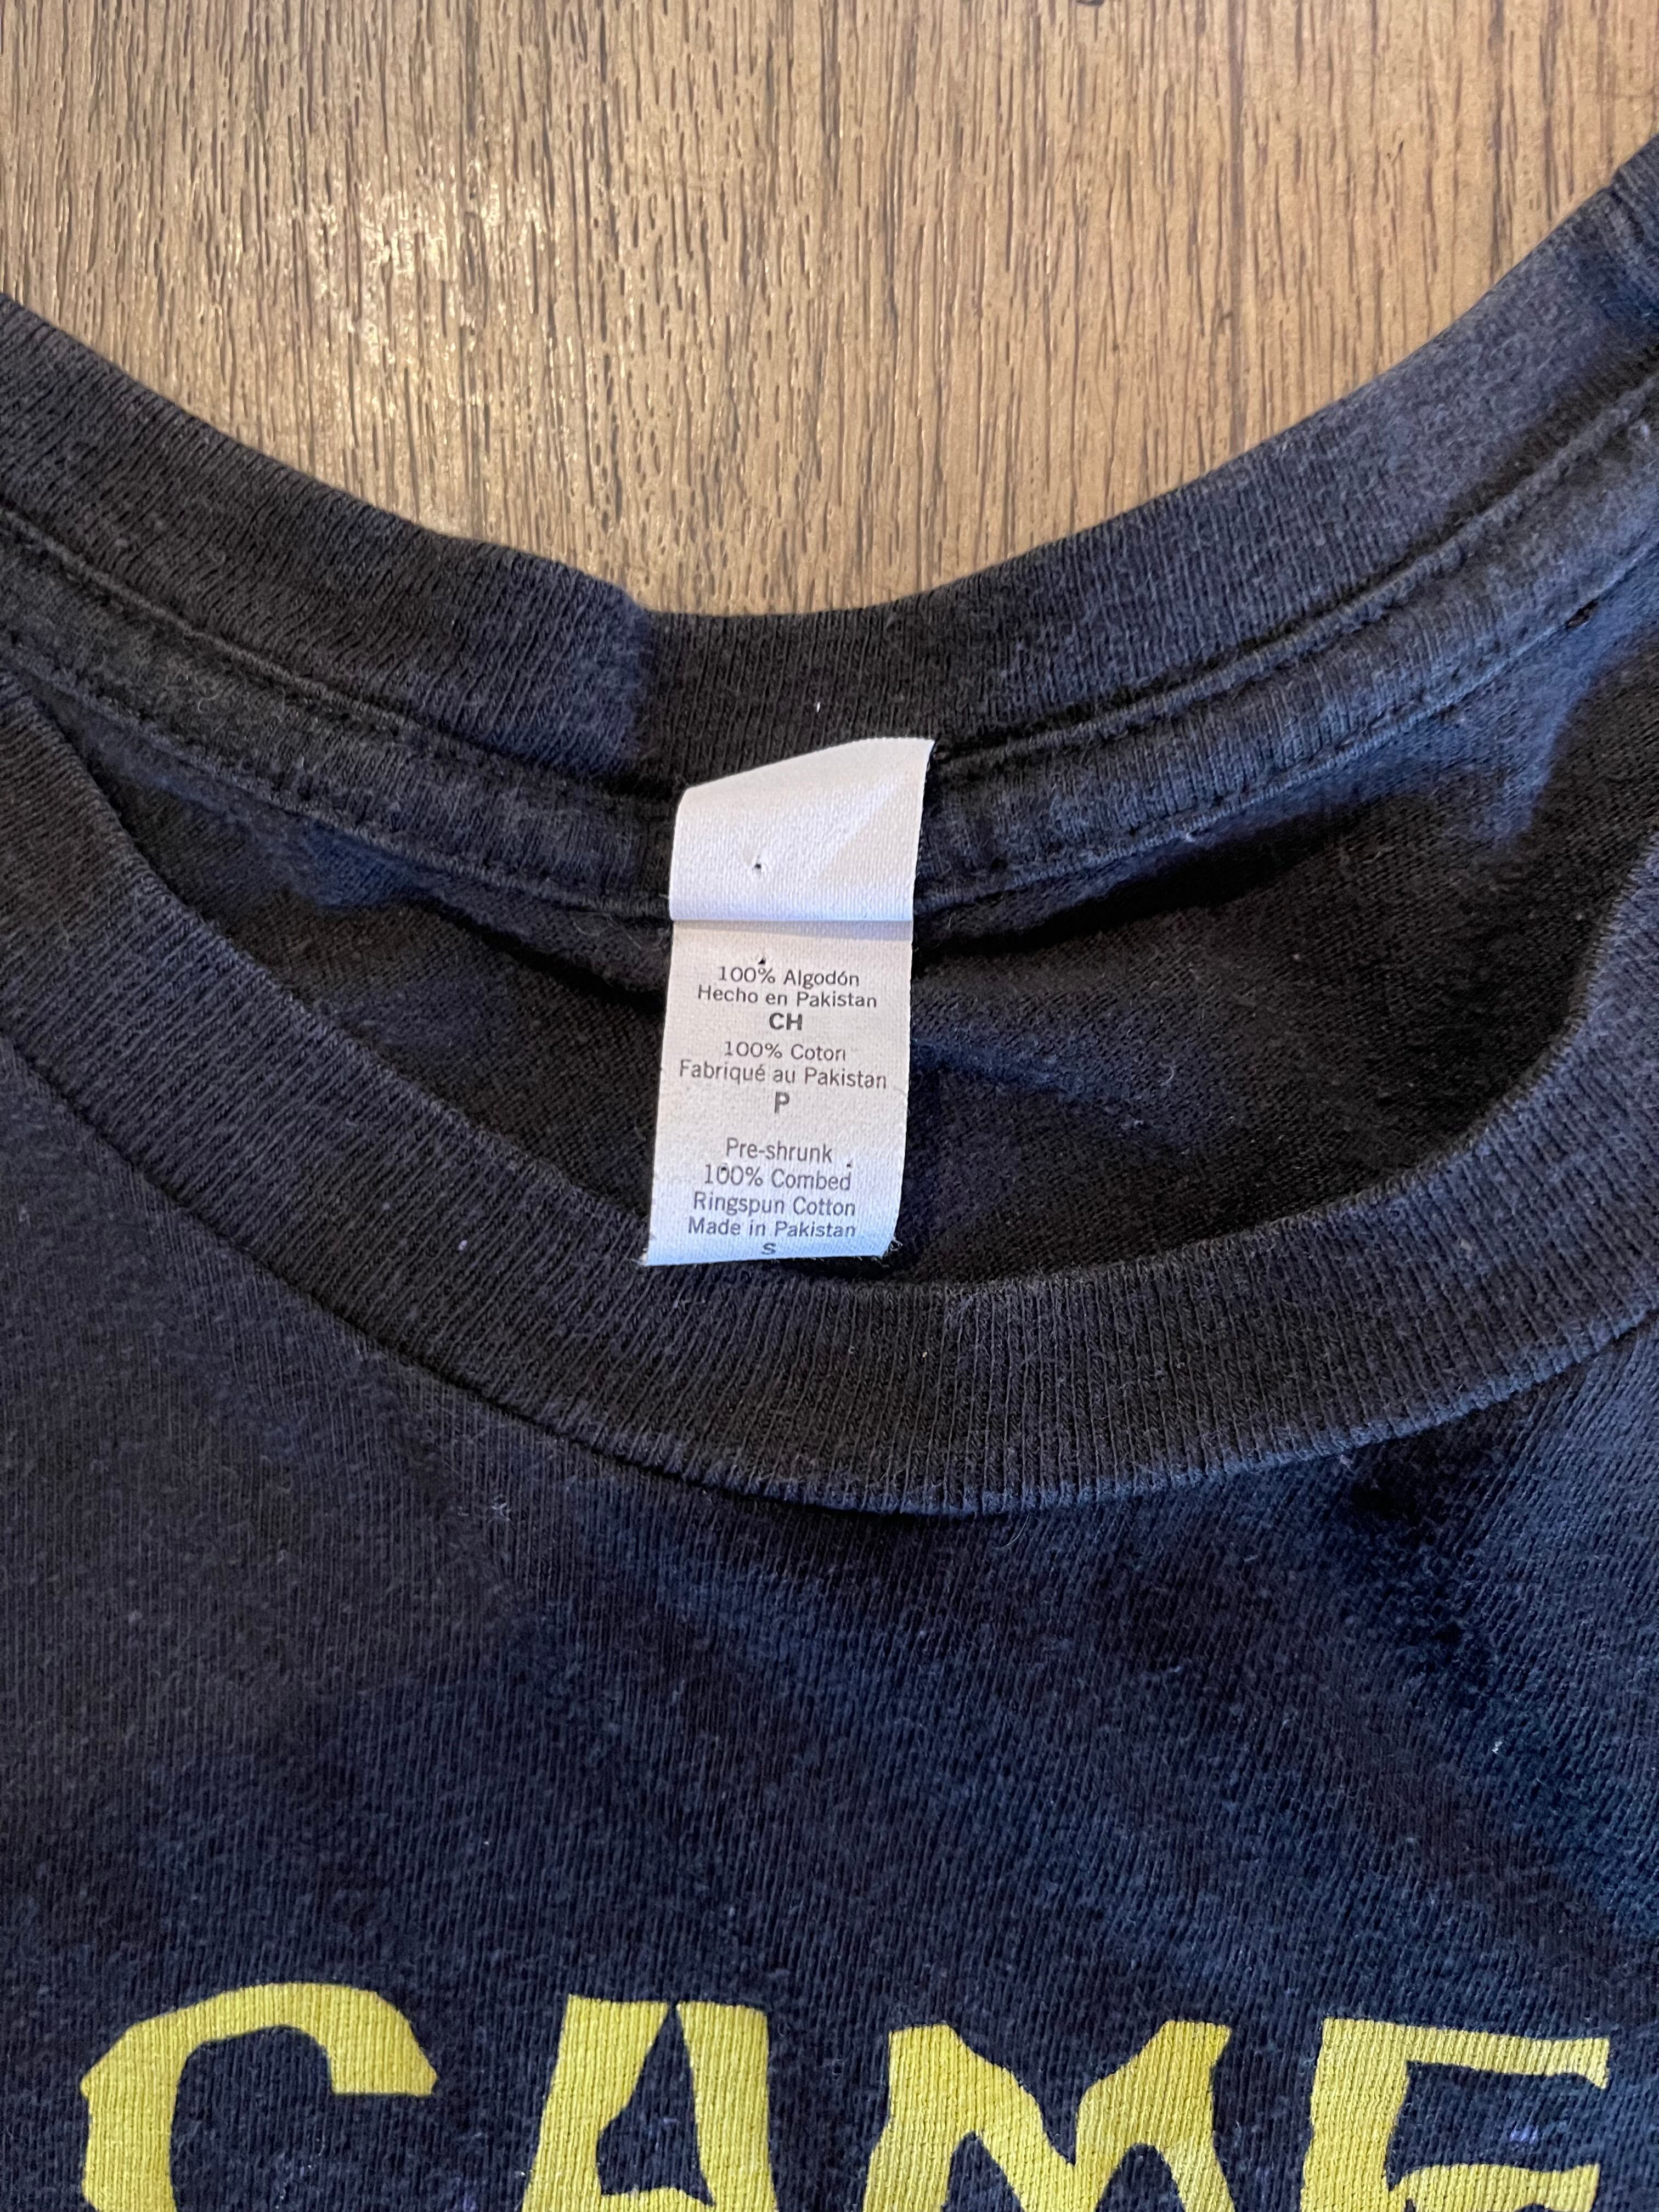 100% Algodón
Hecho en Pakistan
CH
100% Coton
Fabriqué au Pakistan
P
Pre-shrunk
100% Combed
Ringspun Cotton
Made in Pakistan
S
GAME